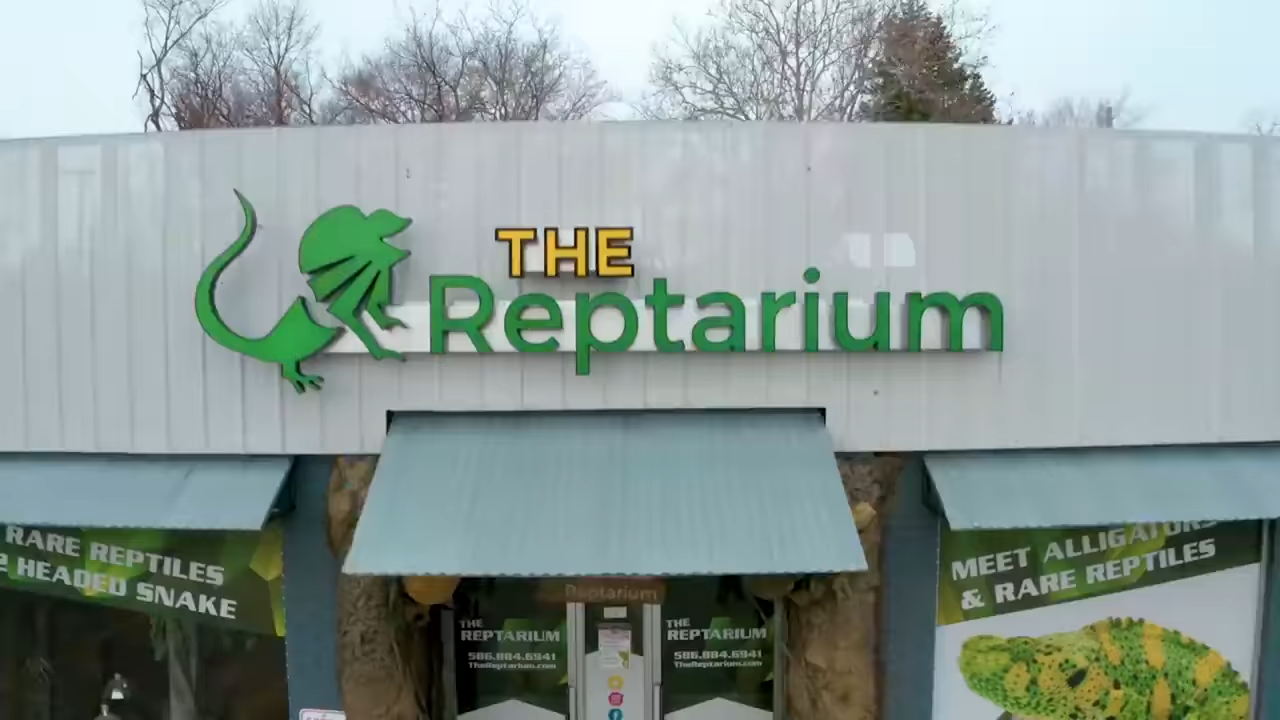 THE
Reptarium
RARE REPTILES
2 HEADED SNAKE
MEET ALLIGATORS
& RARE REPTILES
Reptarium
THE
REPTARIUM
586.884.6941
TheReptarium.com
THE
REPTARIUM
586.884.6941
TheReptarium.com